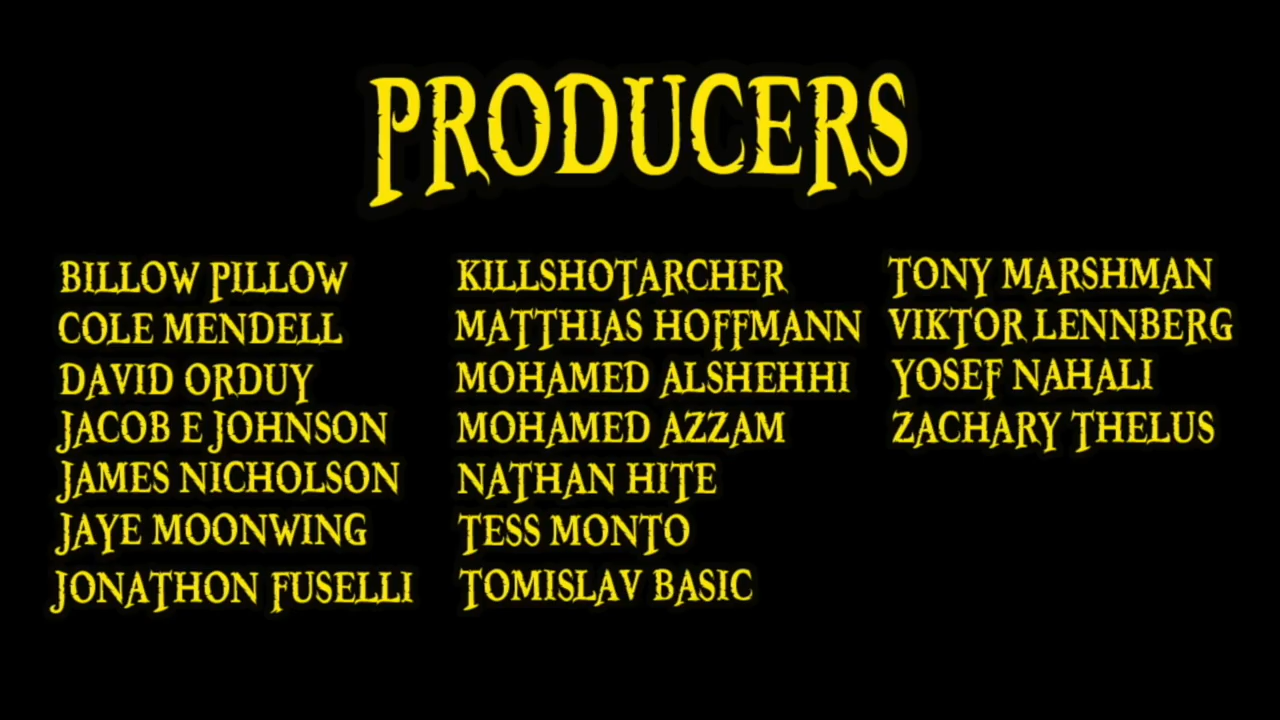 PRODUCERS
BILLOW PILLOW
COLE MENDELL
DAVID ORDUY
JACOB E JOHNSON
JAMES NICHOLSON
JAYE MOONWING
JONATHON FUSELLI
KILLSHOTARCHER
MATTHIAS HOFFMANN
MOHAMED ALSHEHHI
MOHAMED AZZAM
NATHAN HITE
TESS MONTO
TOMISLAV BASIC
TONY MARSHMAN
VIKTOR LENNBERG
YOSEF NAHALI
ZACHARY THELUS